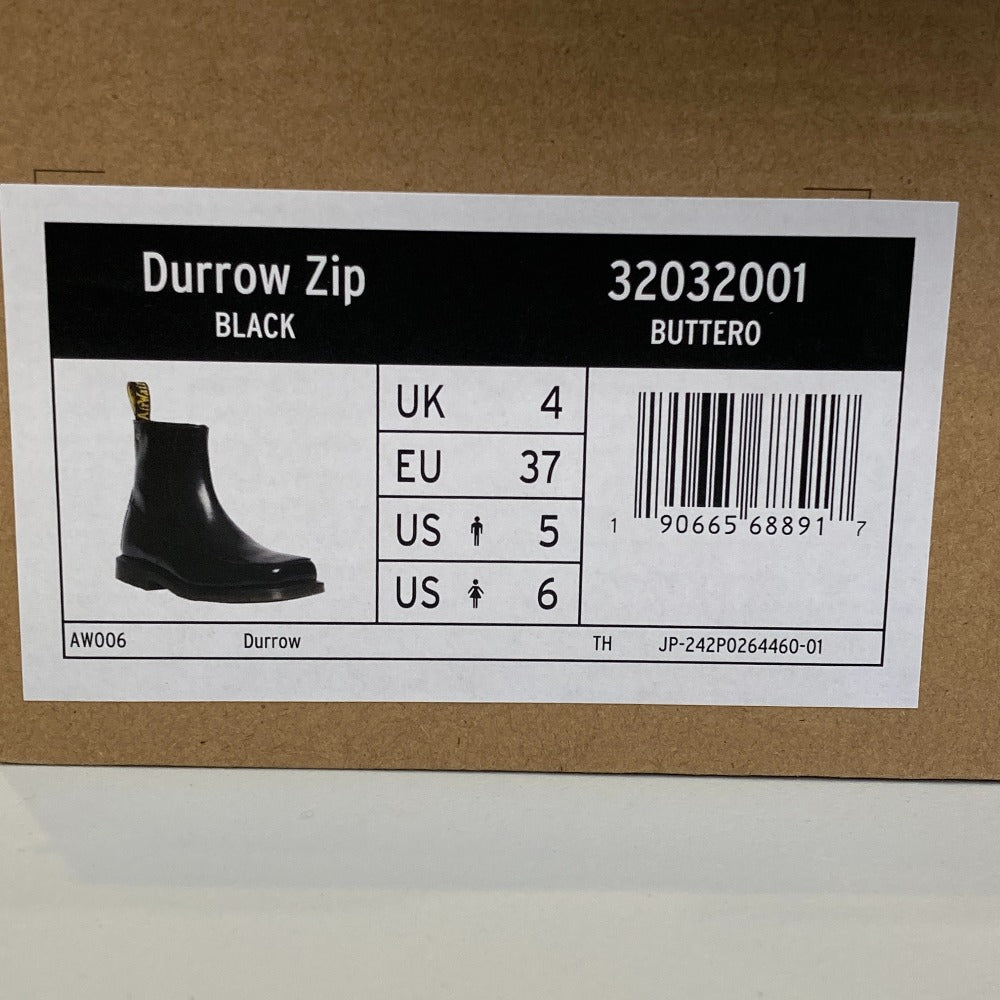 Durrow Zip
BLACK
32032001
BUTTERO
AirWai
UK 4
EU 37
US 5
US 6
1 90665 68891 7
AW006 Durrow TH JP-242P0264460-01